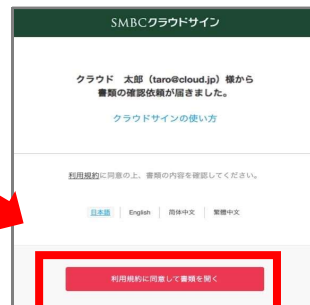 SMBCクラウドサイン
クラウド 太郎（taro@cloud.jp）様から
書類の確認依頼が届きました。
クラウドサインの使い方
利用規約に同意の上、書類の内容を確認してください。
日本語 | English | 简体中文 | 繁體中文
利用規約に同意して書類を開く